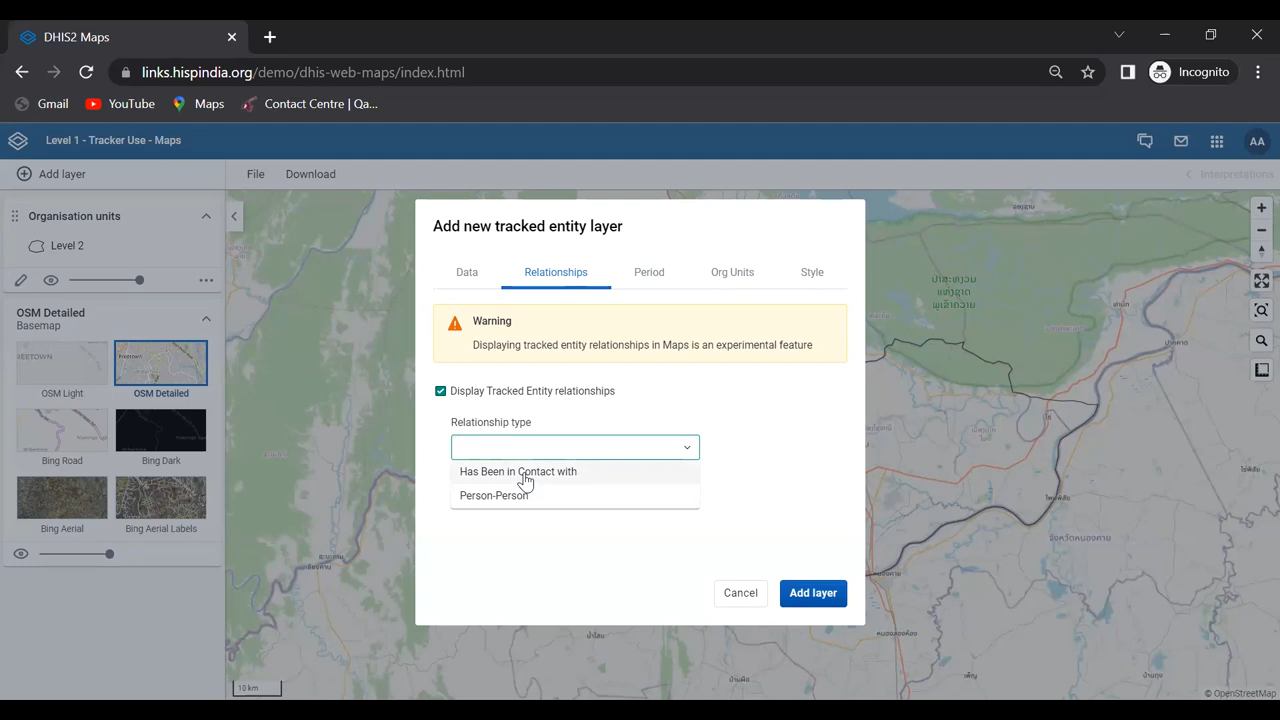 DHIS2 Maps
links.hispindia.org/demo/dhis-web-maps/index.html
Incognito
Gmail
YouTube
Maps
Contact Centre | Qa...
Level 1 - Tracker Use - Maps
AA
Add layer
File
Download
Interpretations
Organisation units
Level 2
OSM Detailed
Basemap
OSM Light
OSM Detailed
Bing Road
Bing Dark
Bing Aerial
Bing Aerial Labels
Add new tracked entity layer
Data
Relationships
Period
Org Units
Style
Warning
Displaying tracked entity relationships in Maps is an experimental feature
Display Tracked Entity relationships
Relationship type
Has Been in Contact with
Person-Person
Cancel
Add layer
10 km
© OpenStreetMap